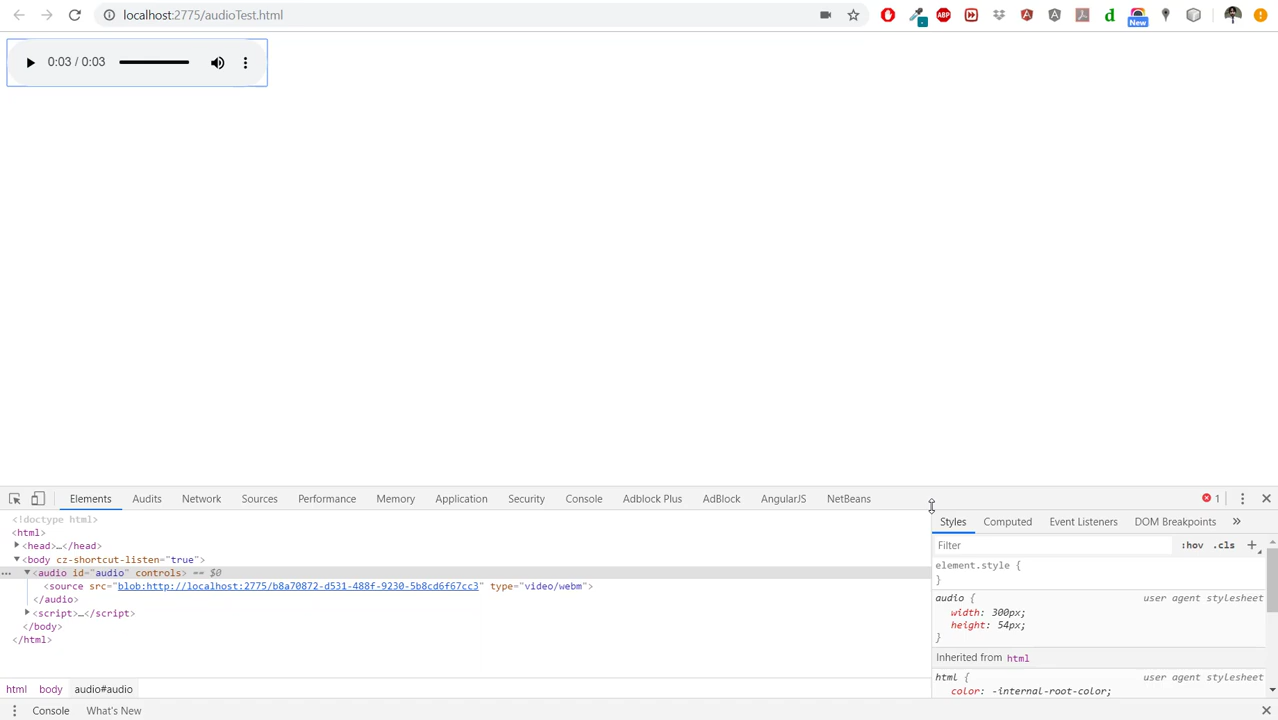 localhost:2775/audioTest.html
ABP
d
New
0:03 / 0:03
Elements Audits Network Sources Performance Memory Application Security Console Adblock Plus AdBlock AngularJS NetBeans 1
<!doctype html>
<html>
<head>…</head>
<body cz-shortcut-listen="true">
<audio id="audio" controls> == $0
<source src="blob:http://localhost:2775/b8a70872-d531-488f-9230-5b8cd6f67cc3" type="video/webm">
</audio>
<script>…</script>
</body>
</html>
html body audio#audio
Styles Computed Event Listeners DOM Breakpoints »
Filter :hov .cls +
element.style {
}
audio { user agent stylesheet
width: 300px;
height: 54px;
}
Inherited from html
html { user agent stylesheet
color: -internal-root-color;
Console What's New